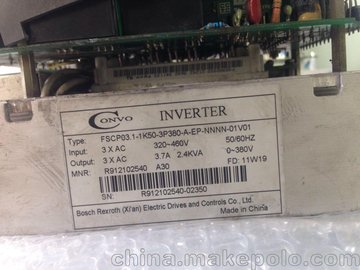 CONVO INVERTER
Type: FSCP03.1-1K50-3P380-A-EP-NNNN-01V01
Input: 3 X AC 320~460V 50/60HZ
Output: 3 X AC 3.7A 2.4KVA 0~380V
MNR: R912102540 A30 FD: 11W19
SN: R912102540-02350
Bosch Rexroth (Xi'an) Electric Drives and Controls Co., Ltd.
Made in China
china.makepolo.com